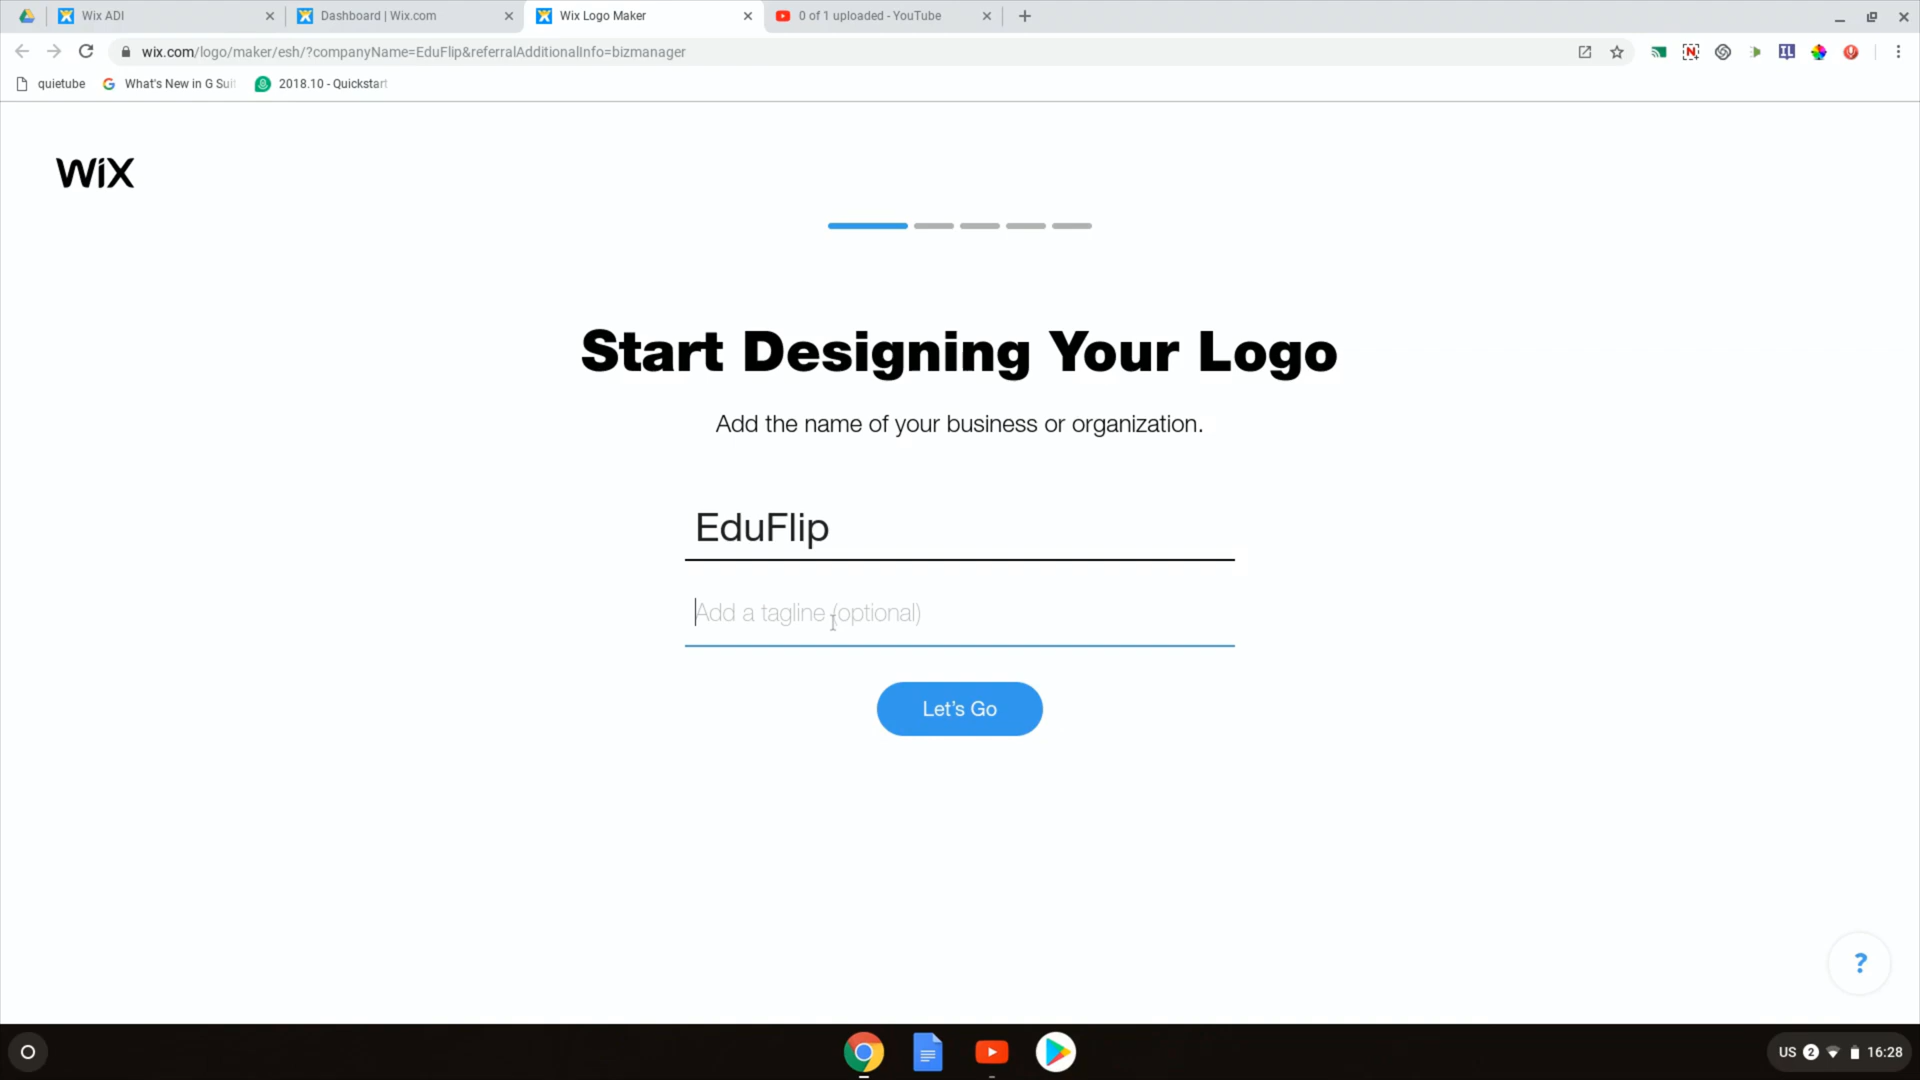 Wix ADI
Dashboard | Wix.com
Wix Logo Maker
0 of 1 uploaded - YouTube
wix.com/logo/maker/esh/?companyName=EduFlip&referralAdditionalInfo=bizmanager
quietube
What's New in G Suit
2018.10 - Quickstart
WiX
Start Designing Your Logo
Add the name of your business or organization.
EduFlip
Add a tagline (optional)
Let's Go
?
US 2 16:28